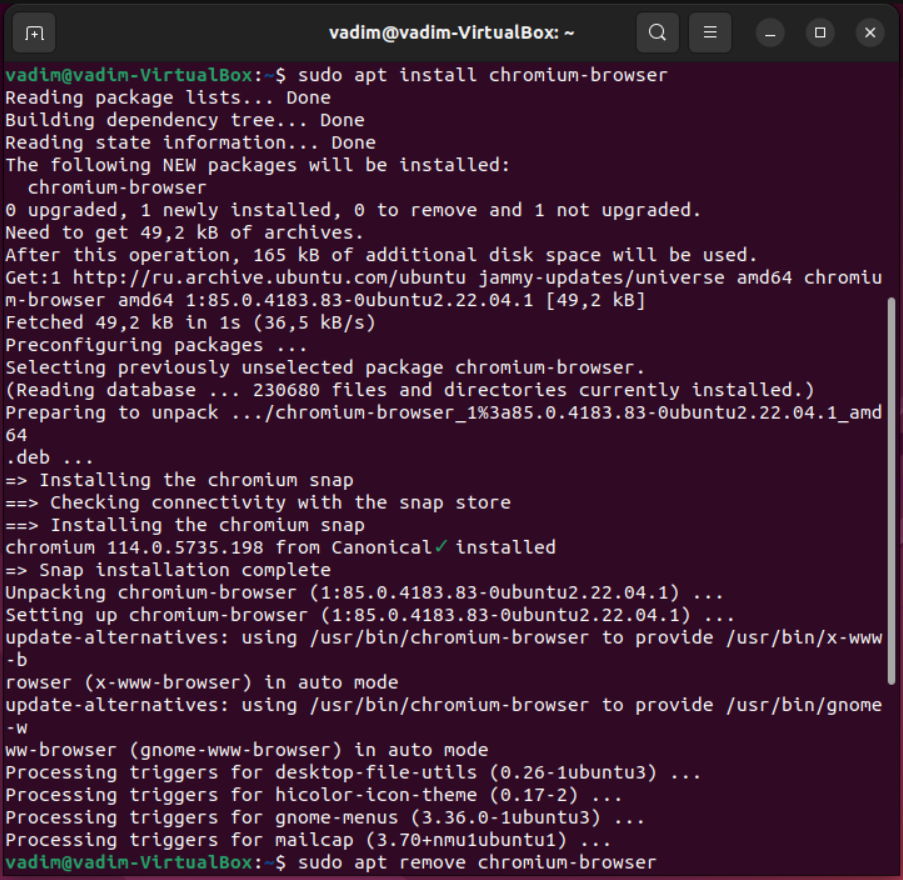 vadim@vadim-VirtualBox: ~
vadim@vadim-VirtualBox:~$ sudo apt install chromium-browser
Reading package lists... Done
Building dependency tree... Done
Reading state information... Done
The following NEW packages will be installed:
  chromium-browser
0 upgraded, 1 newly installed, 0 to remove and 1 not upgraded.
Need to get 49,2 kB of archives.
After this operation, 165 kB of additional disk space will be used.
Get:1 http://ru.archive.ubuntu.com/ubuntu jammy-updates/universe amd64 chromiu
m-browser amd64 1:85.0.4183.83-0ubuntu2.22.04.1 [49,2 kB]
Fetched 49,2 kB in 1s (36,5 kB/s)
Preconfiguring packages ...
Selecting previously unselected package chromium-browser.
(Reading database ... 230680 files and directories currently installed.)
Preparing to unpack .../chromium-browser_1%3a85.0.4183.83-0ubuntu2.22.04.1_amd
64
.deb ...
=> Installing the chromium snap
==> Checking connectivity with the snap store
==> Installing the chromium snap
chromium 114.0.5735.198 from Canonical✓ installed
=> Snap installation complete
Unpacking chromium-browser (1:85.0.4183.83-0ubuntu2.22.04.1) ...
Setting up chromium-browser (1:85.0.4183.83-0ubuntu2.22.04.1) ...
update-alternatives: using /usr/bin/chromium-browser to provide /usr/bin/x-www
-b
rowser (x-www-browser) in auto mode
update-alternatives: using /usr/bin/chromium-browser to provide /usr/bin/gnome
-w
ww-browser (gnome-www-browser) in auto mode
Processing triggers for desktop-file-utils (0.26-1ubuntu3) ...
Processing triggers for hicolor-icon-theme (0.17-2) ...
Processing triggers for gnome-menus (3.36.0-1ubuntu3) ...
Processing triggers for mailcap (3.70+nmu1ubuntu1) ...
vadim@vadim-VirtualBox:~$ sudo apt remove chromium-browser